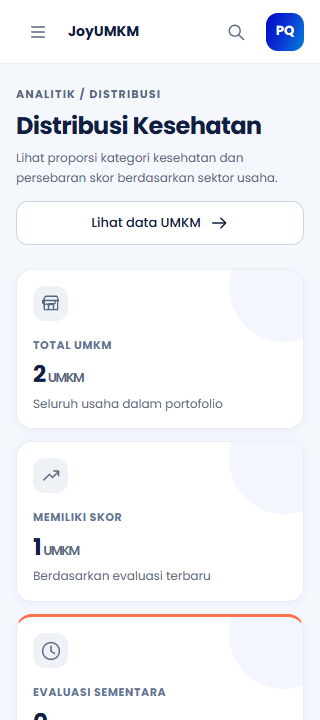 JoyUMKM
PQ
ANALITIK / DISTRIBUSI
Distribusi Kesehatan
Lihat proporsi kategori kesehatan dan
persebaran skor berdasarkan sektor usaha.
Lihat data UMKM
TOTAL UMKM
2 UMKM
Seluruh usaha dalam portofolio
MEMILIKI SKOR
1 UMKM
Berdasarkan evaluasi terbaru
EVALUASI SEMENTARA